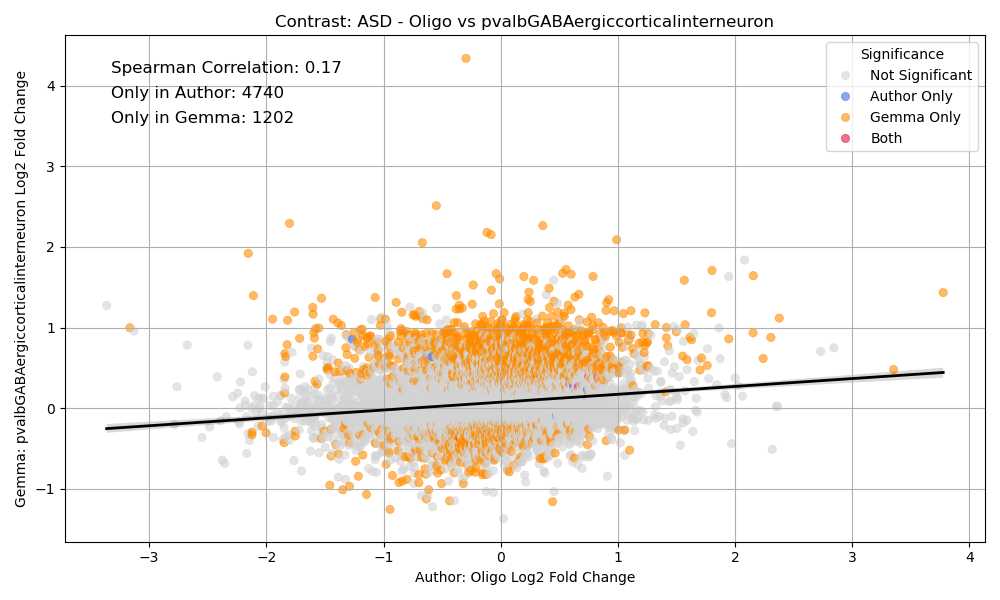 Contrast: ASD - Oligo vs pvalbGABAergiccorticalinterneuron
Spearman Correlation: 0.17
Only in Author: 4740
Only in Gemma: 1202
Significance
Not Significant
Author Only
Gemma Only
Both
Gemma: pvalbGABAergiccorticalinterneuron Log2 Fold Change
4
3
2
1
0
−1
−3
−2
−1
0
1
2
3
4
Author: Oligo Log2 Fold Change